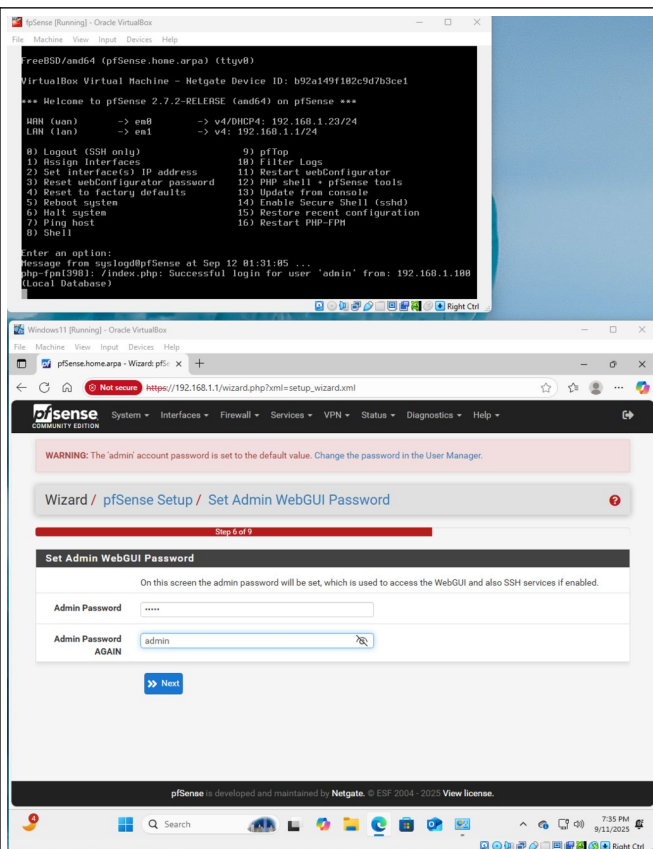 fpSense [Running] - Oracle VirtualBox
File Machine View Input Devices Help
FreeBSD/amd64 (pfSense.home.arpa) (ttyv0)
VirtualBox Virtual Machine - Netgate Device ID: b92a149f182c9d7b3ce1
*** Welcome to pfSense 2.7.2-RELEASE (amd64) on pfSense ***
WAN (wan) -> em0 -> v4/DHCP4: 192.168.1.23/24
LAN (lan) -> em1 -> v4: 192.168.1.1/24
0) Logout (SSH only) 9) pfTop
1) Assign Interfaces 10) Filter Logs
2) Set interface(s) IP address 11) Restart webConfigurator
3) Reset webConfigurator password 12) PHP shell + pfSense tools
4) Reset to factory defaults 13) Update from console
5) Reboot system 14) Enable Secure Shell (sshd)
6) Halt system 15) Restore recent configuration
7) Ping host 16) Restart PHP-FPM
8) Shell
Enter an option:
Message from syslogd@pfSense at Sep 12 01:31:05 ...
php-fpm[398]: /index.php: Successful login for user 'admin' from: 192.168.1.100
(Local Database)
Right Ctrl
Windows11 [Running] - Oracle VirtualBox
File Machine View Input Devices Help
pfSense.home.arpa - Wizard: pfSe
Not secure https://192.168.1.1/wizard.php?xml=setup_wizard.xml
pfsense System Interfaces Firewall Services VPN Status Diagnostics Help
COMMUNITY EDITION
WARNING: The 'admin' account password is set to the default value. Change the password in the User Manager.
Wizard / pfSense Setup / Set Admin WebGUI Password
Step 6 of 9
Set Admin WebGUI Password
On this screen the admin password will be set, which is used to access the WebGUI and also SSH services if enabled.
Admin Password •••••
Admin Password admin
AGAIN
Next
pfSense is developed and maintained by Netgate. © ESF 2004 - 2025 View license.
4
Search
7:35 PM
9/11/2025
Right Ctrl